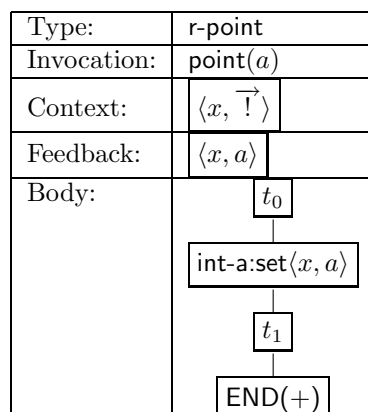 Type: r-point
Invocation: point(a)
Context: ⟨x, !⃗ ⟩
Feedback: ⟨x, a⟩
Body: t₀
int-a:set⟨x, a⟩
t₁
END(+)